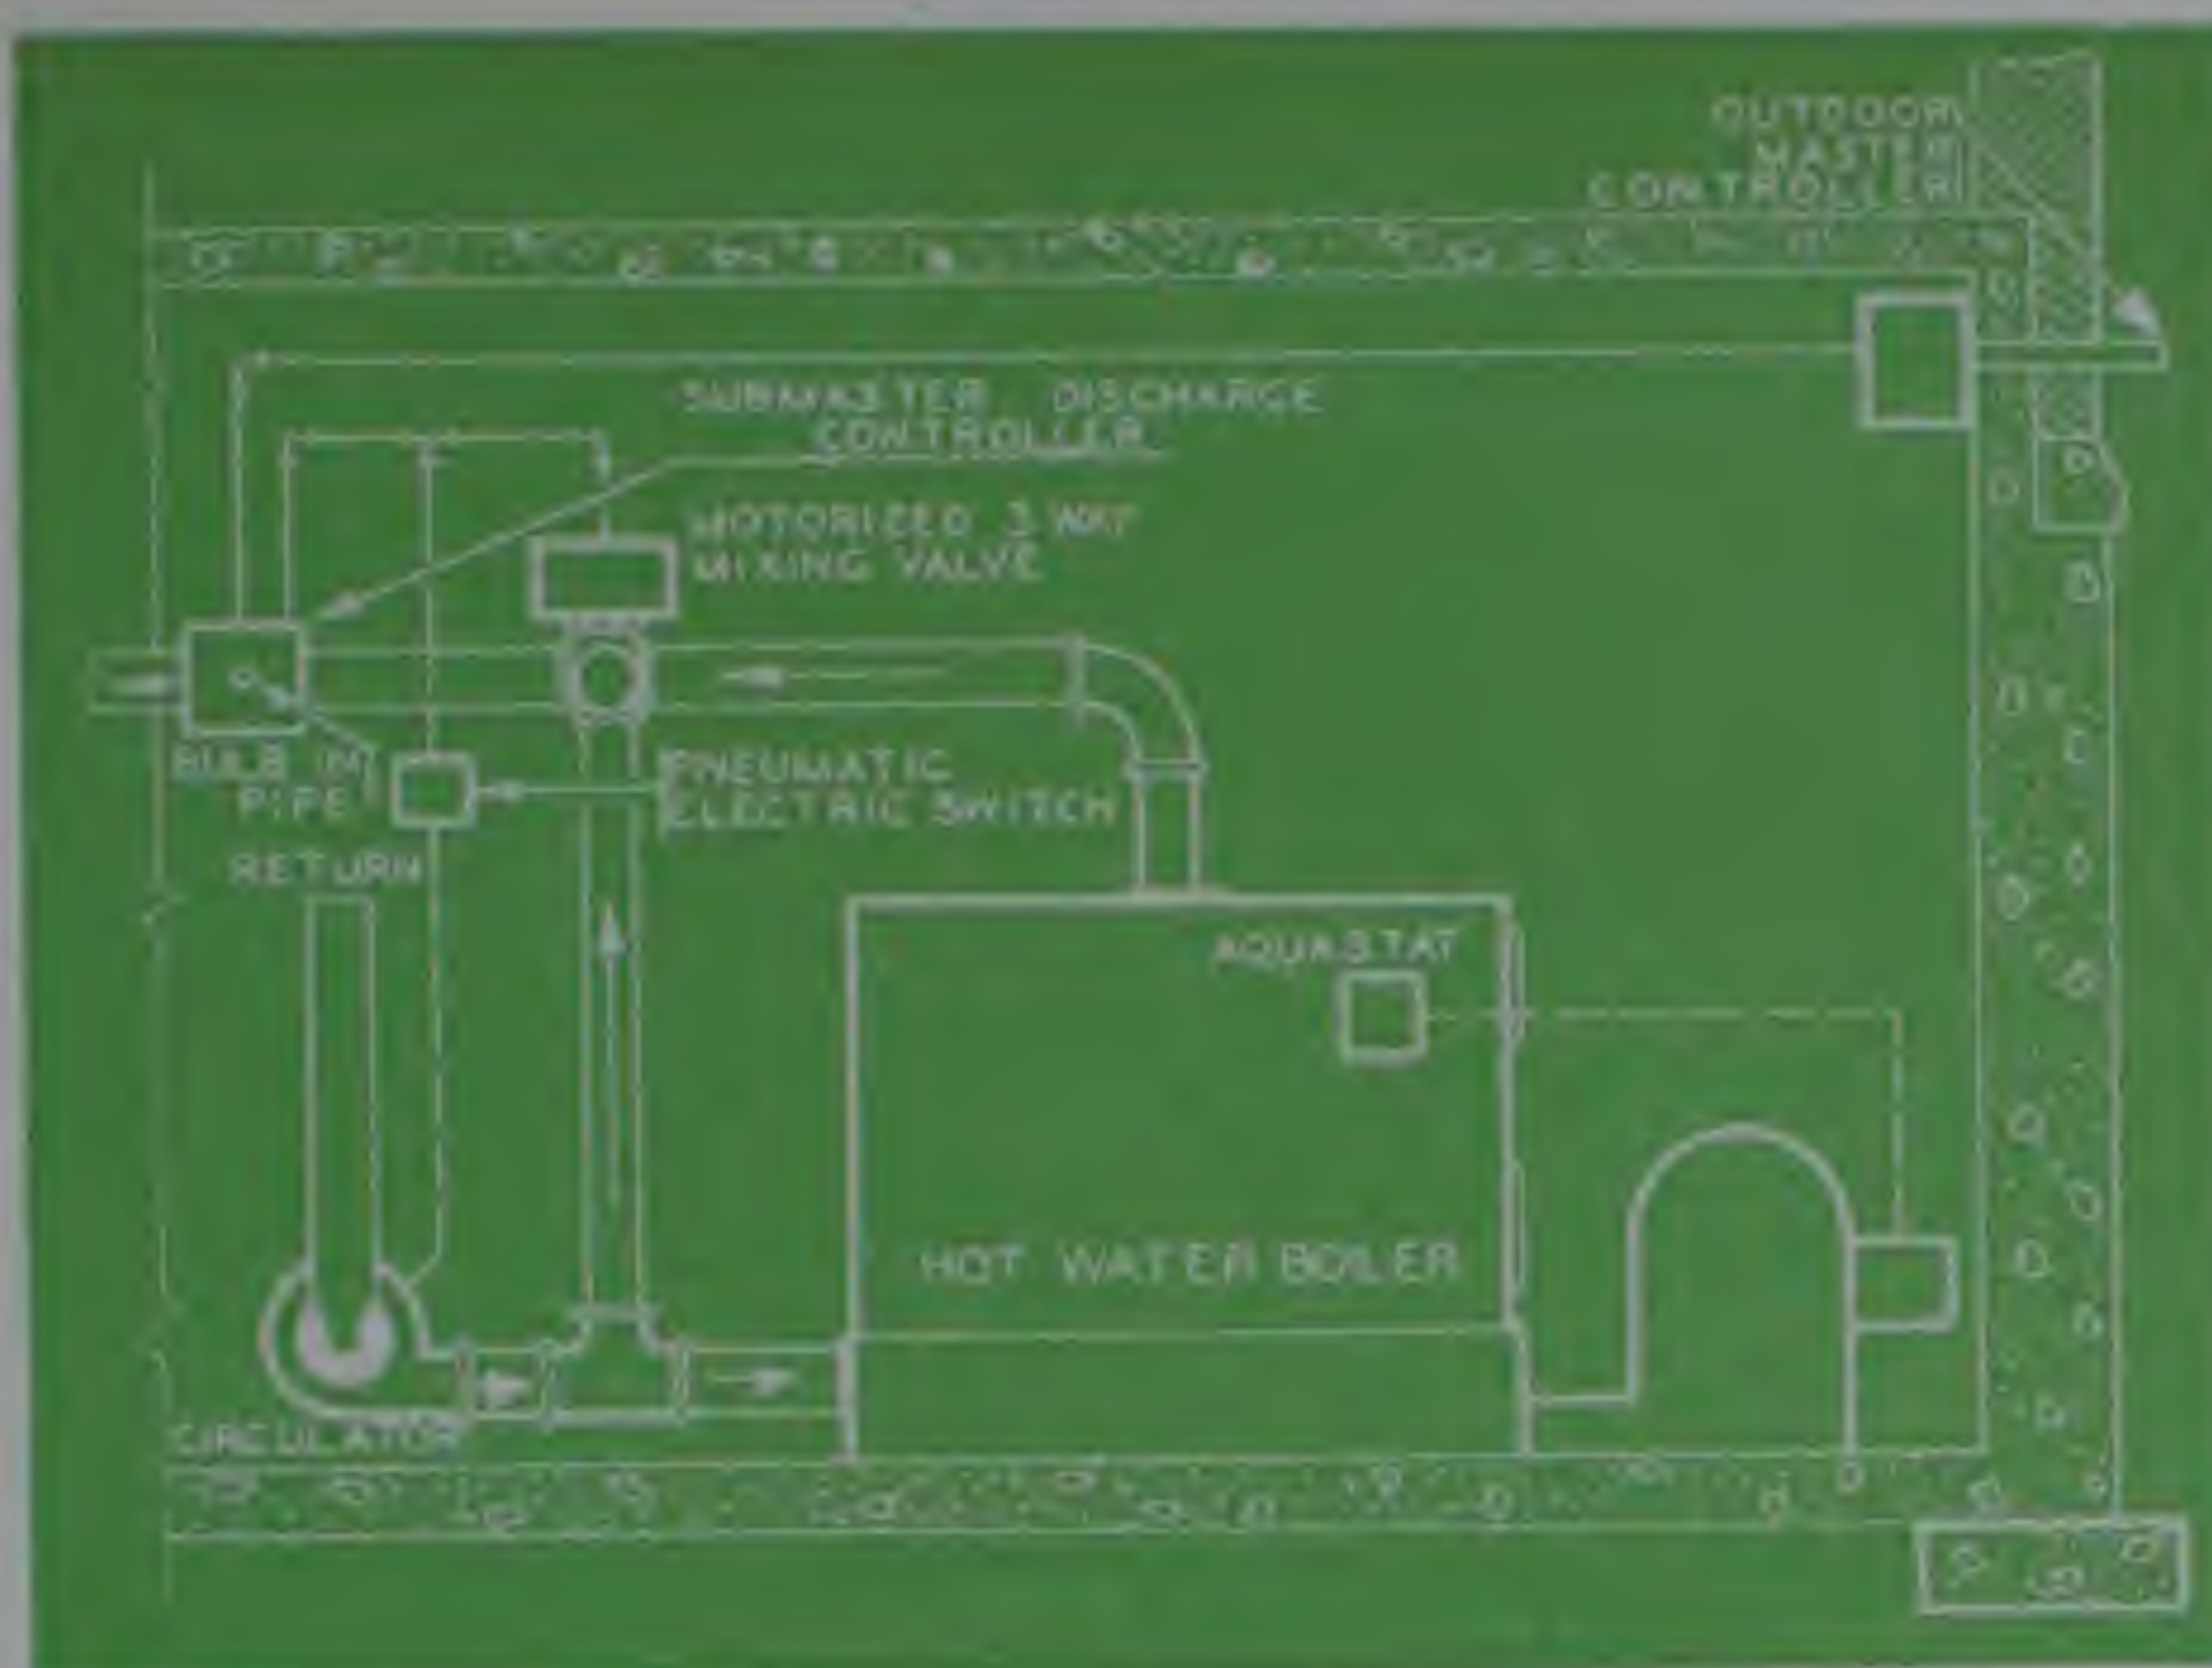 OUTDOOR
MASTER
CONTROLLER
SUBMASTER DISCHARGE
CONTROLLER
MOTORIZED 3 WAY
MIXING VALVE
BULB IN
PIPE
PNEUMATIC
ELECTRIC SWITCH
RETURN
AQUASTAT
HOT WATER BOILER
CIRCULATOR